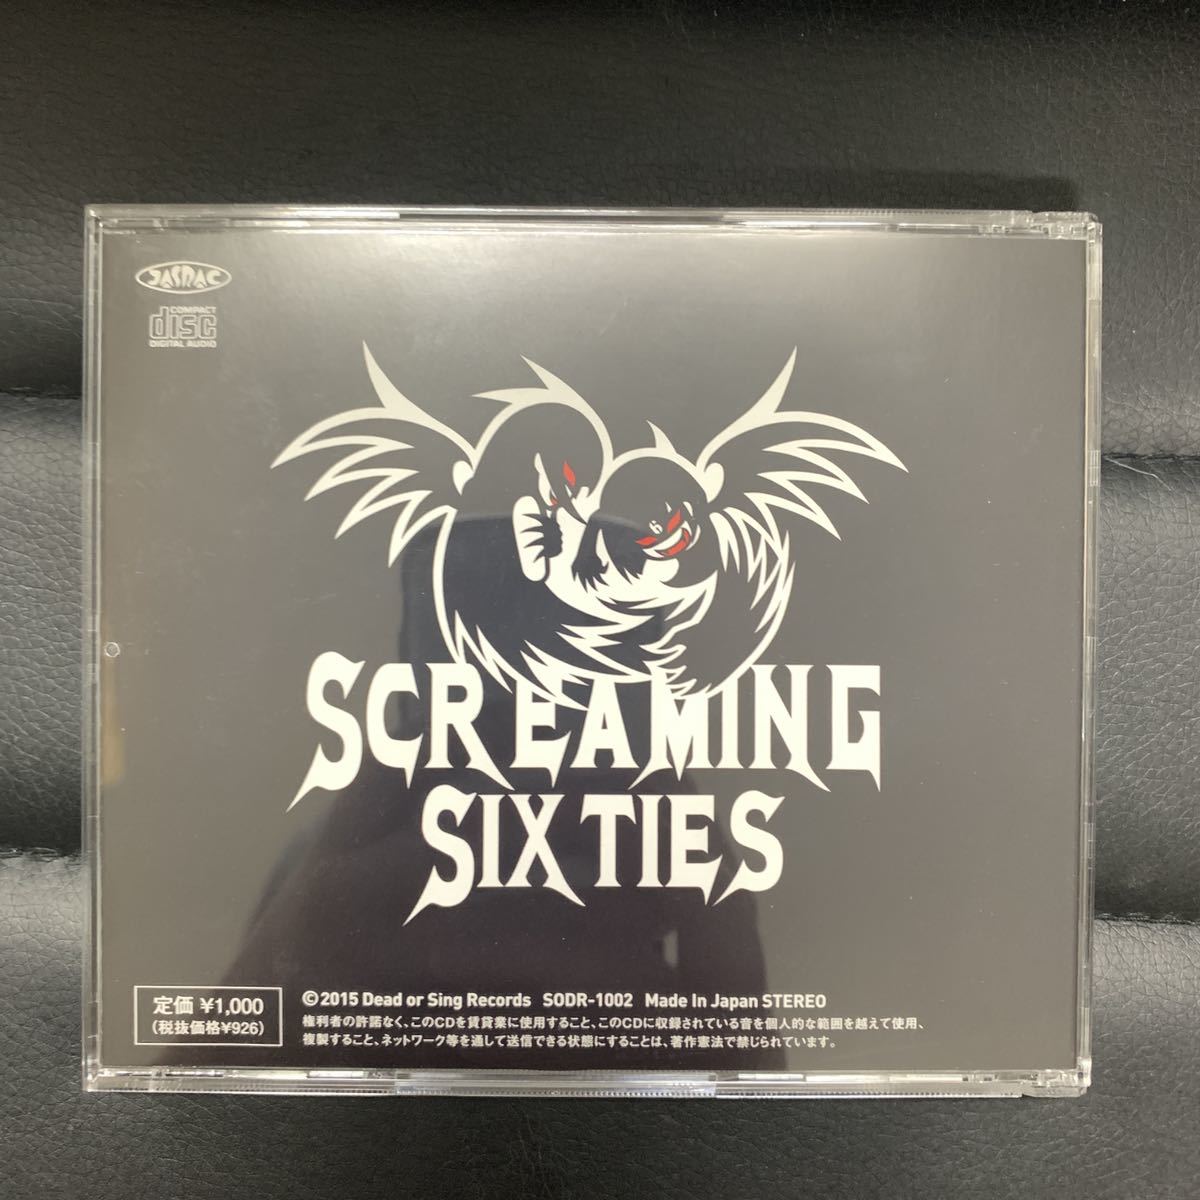 JASRAC
COMPACT
disc
DIGITAL AUDIO
6
SCREAMING
SIXTIES
定価 ¥1,000
(税抜価格¥926)
©2015 Dead or Sing Records SODR-1002 Made In Japan STEREO
権利者の許諾なく、このCDを賃貸業に使用すること、このCDに収録されている音を個人的な範囲を越えて使用、
複製すること、ネットワーク等を通して送信できる状態にすることは、著作憲法で禁じられています。